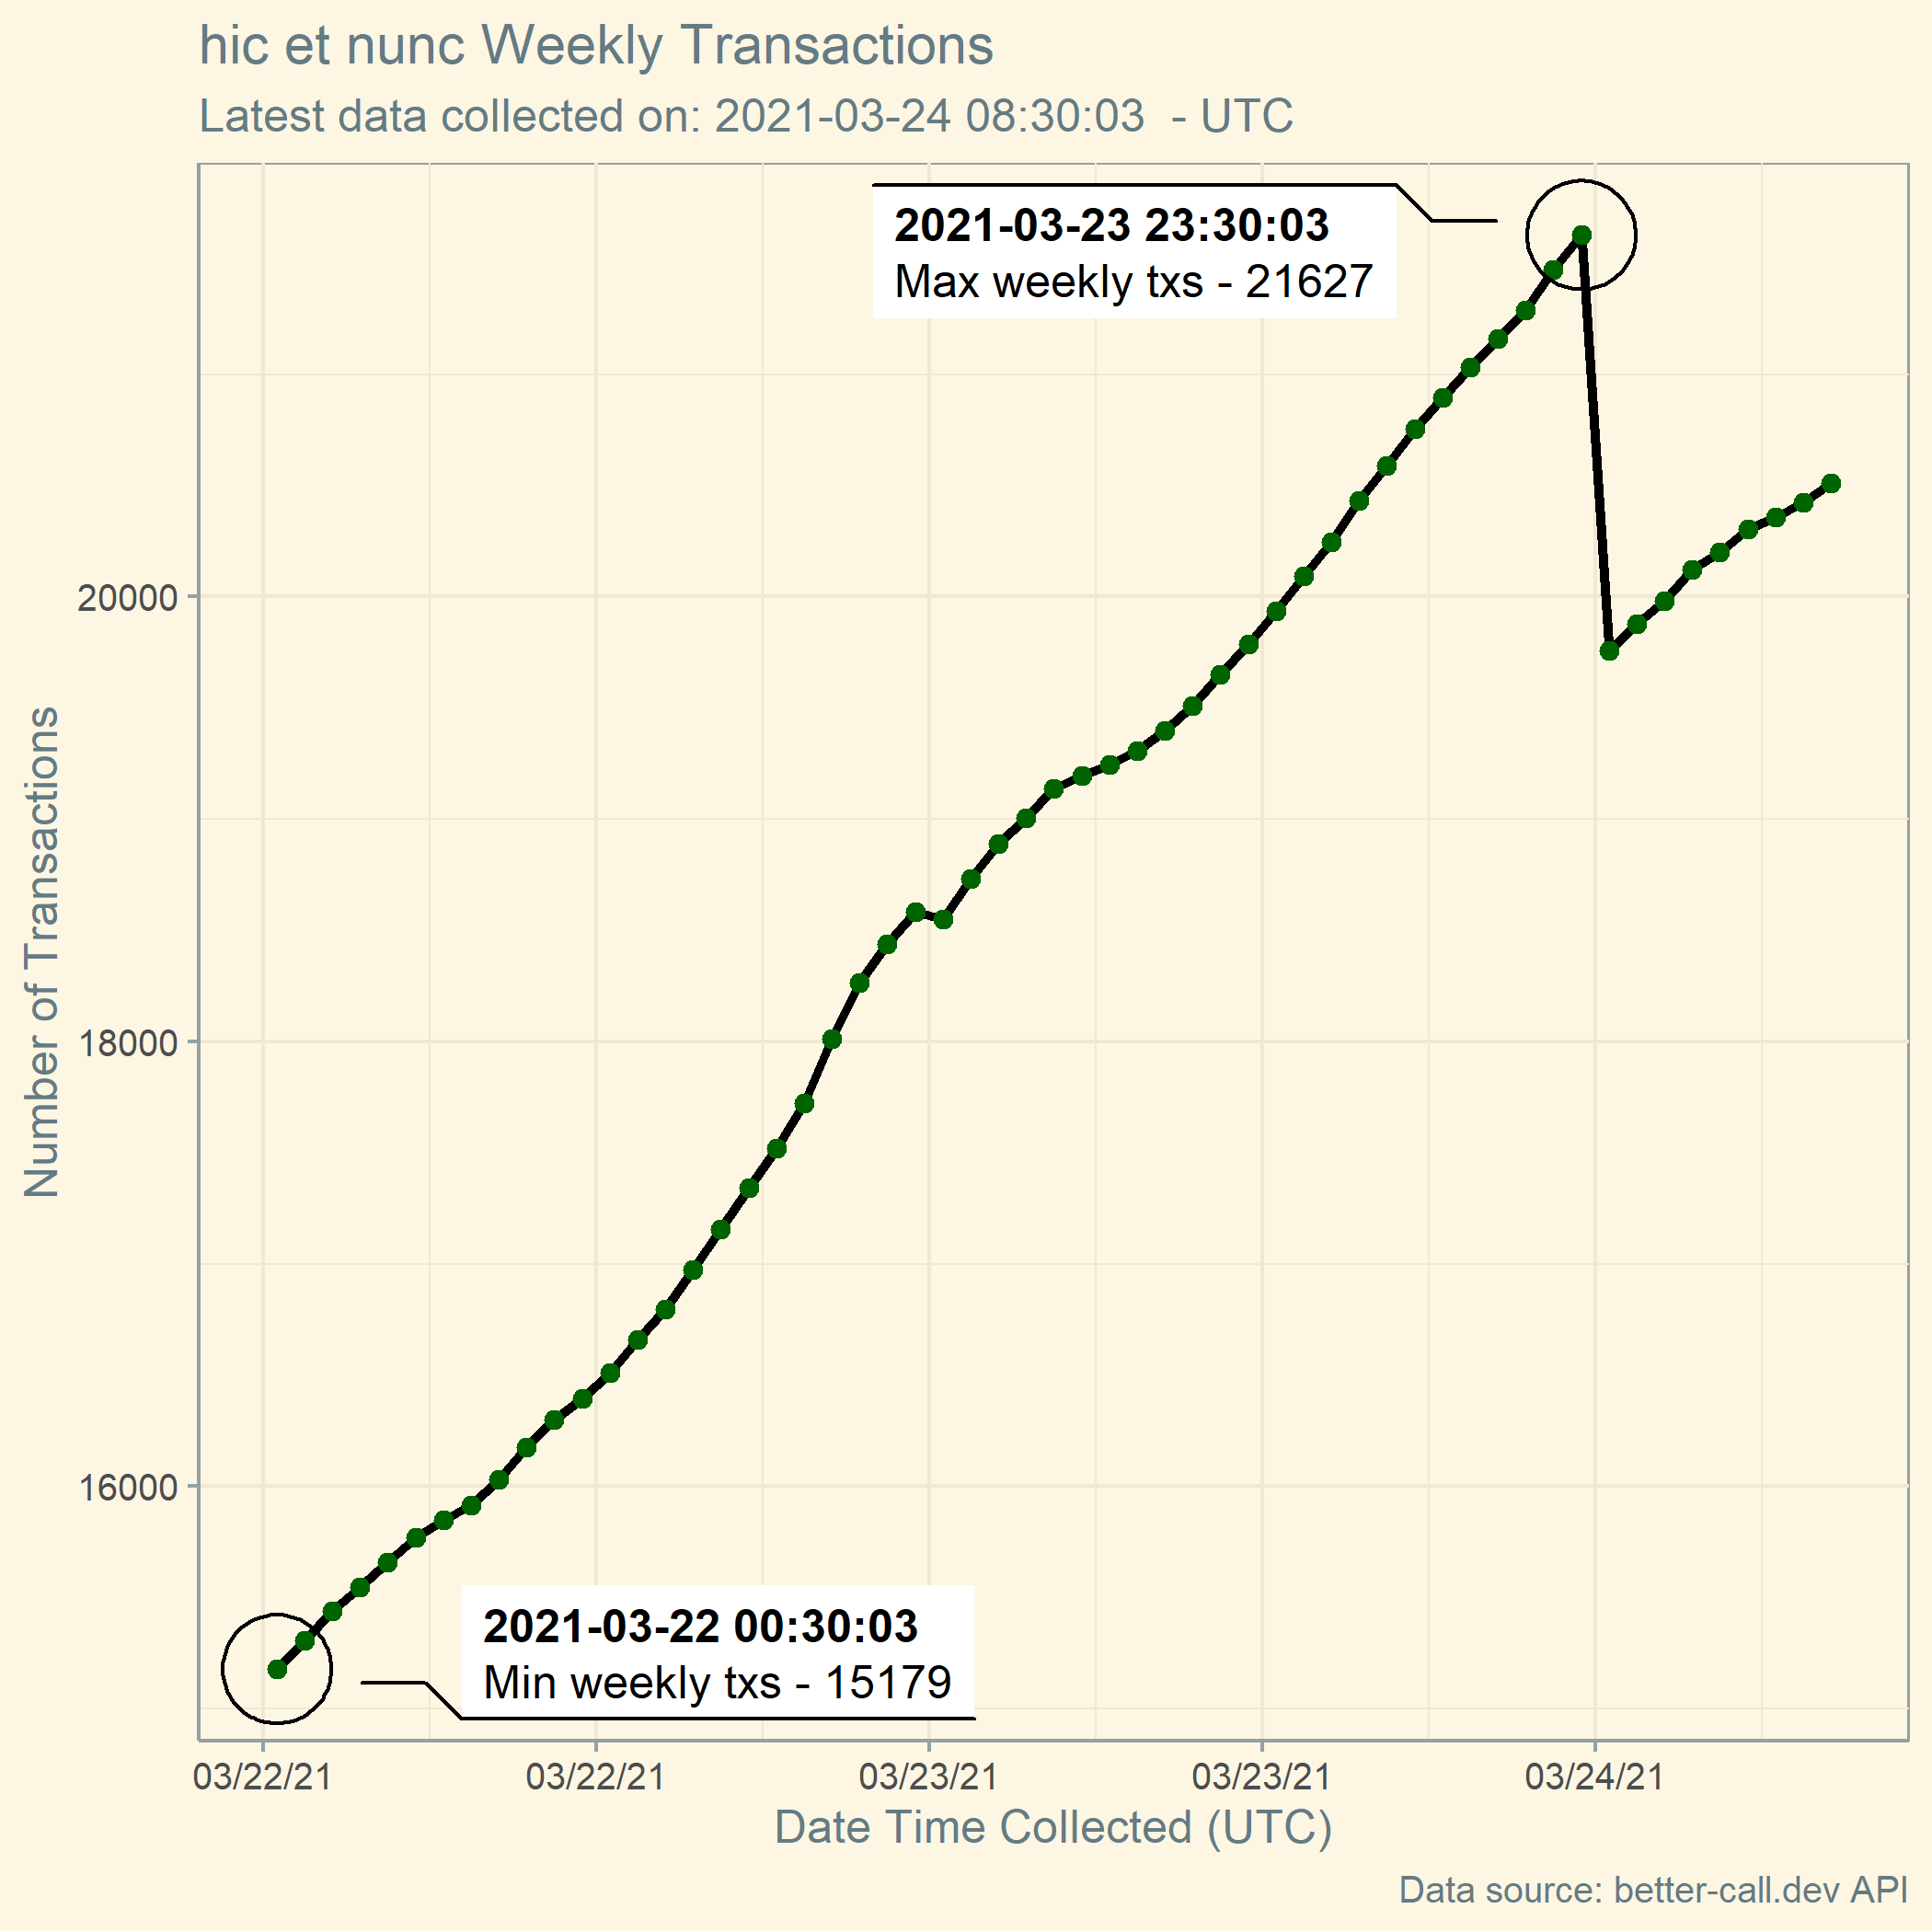 hic et nunc Weekly Transactions
Latest data collected on: 2021-03-24 08:30:03  - UTC
2021-03-23 23:30:03
Max weekly txs - 21627
Number of Transactions
20000
18000
16000
2021-03-22 00:30:03
Min weekly txs - 15179
03/22/21 03/22/21 03/23/21 03/23/21 03/24/21
Date Time Collected (UTC)
Data source: better-call.dev API